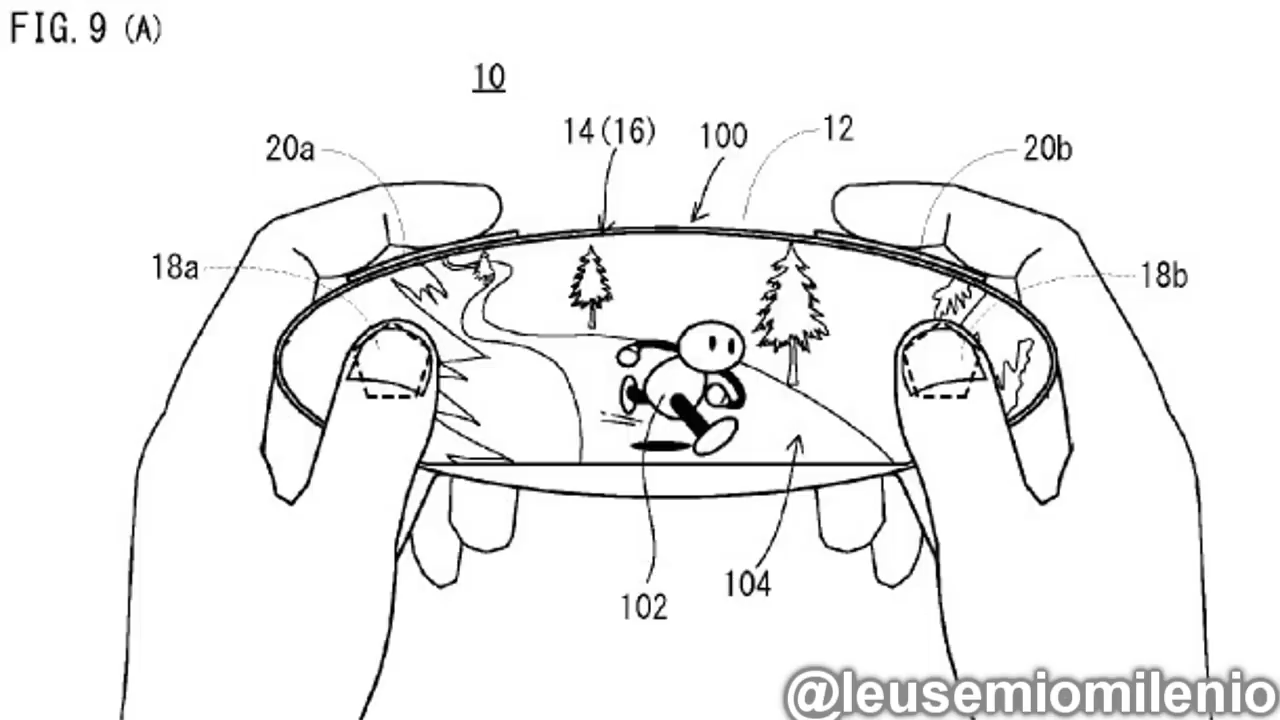 FIG. 9 (A)
10
14(16)
100
12
20a
20b
18a
18b
104
102
@leusemiomilenio